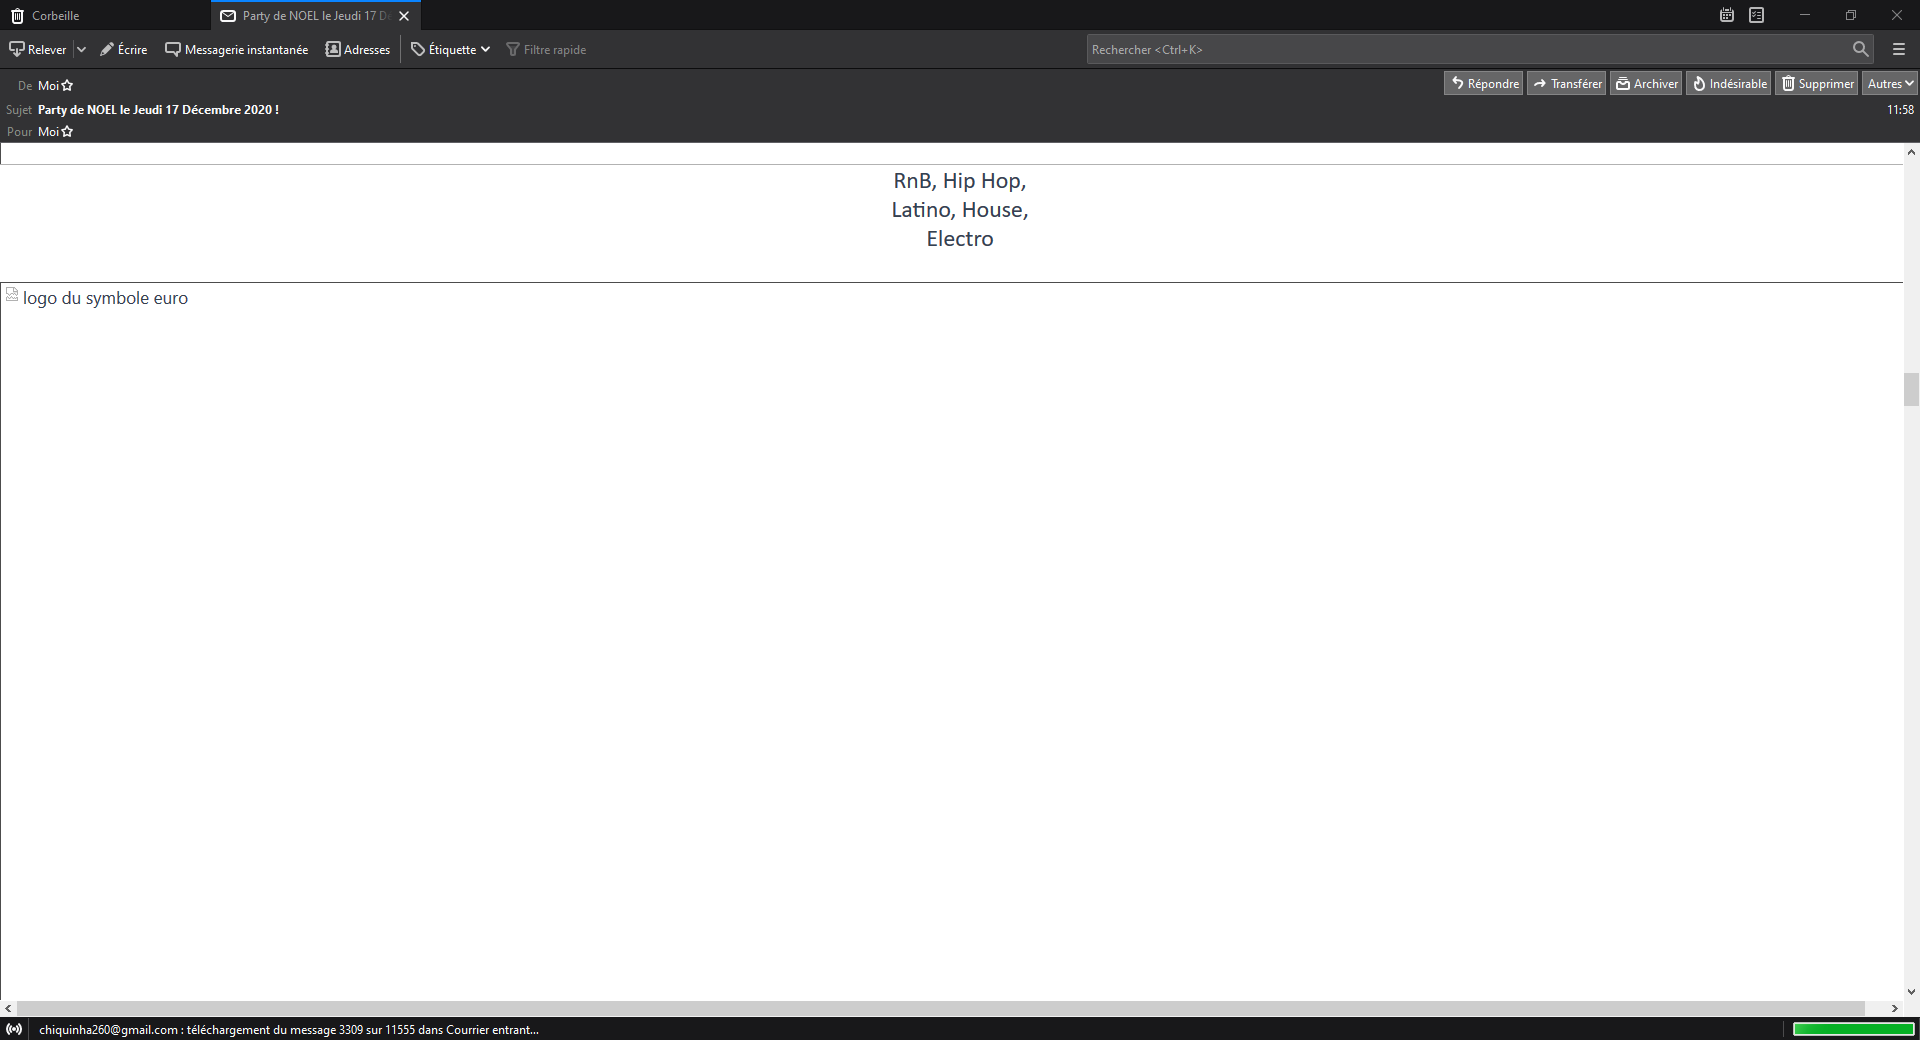 Corbeille
Party de NOEL le Jeudi 17 Dé
Relever
Écrire
Messagerie instantanée
Adresses
Étiquette
Filtre rapide
Rechercher <Ctrl+K>
De Moi
Répondre
Transférer
Archiver
Indésirable
Supprimer
Autres
Sujet Party de NOEL le Jeudi 17 Décembre 2020 !
11:58
Pour Moi
RnB, Hip Hop,
Latino, House,
Electro
logo du symbole euro
chiquinha260@gmail.com : téléchargement du message 3309 sur 11555 dans Courrier entrant...